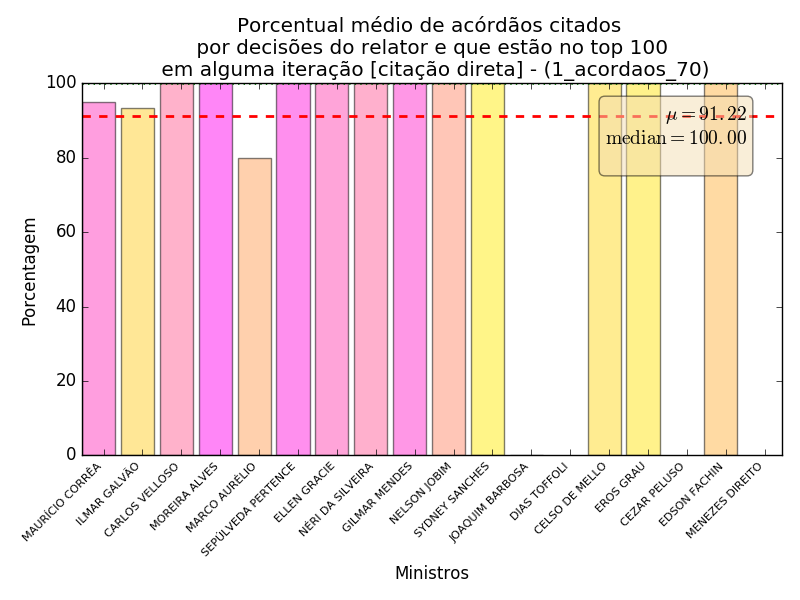 Porcentual médio de acórdãos citados
por decisões do relator e que estão no top 100
em alguma iteração [citação direta] - (1_acordaos_70)
100
80
60
40
20
0
Porcentagem
μ = 91.22
median = 100.00
MAURÍCIO CORRÊA
ILMAR GALVÃO
CARLOS VELLOSO
MOREIRA ALVES
MARCO AURÉLIO
SEPÚLVEDA PERTENCE
ELLEN GRACIE
NÉRI DA SILVEIRA
GILMAR MENDES
NELSON JOBIM
SYDNEY SANCHES
JOAQUIM BARBOSA
DIAS TOFFOLI
CELSO DE MELLO
EROS GRAU
CEZAR PELUSO
EDSON FACHIN
MENEZES DIREITO
Ministros